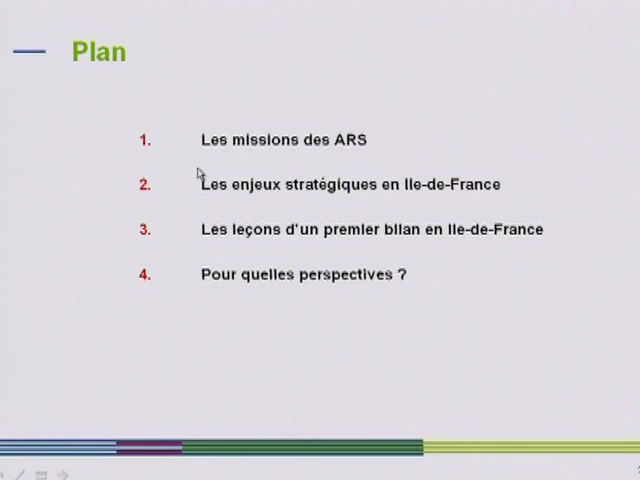 Plan
1. Les missions des ARS
2. Les enjeux stratégiques en Ile-de-France
3. Les leçons d'un premier bilan en Ile-de-France
4. Pour quelles perspectives ?